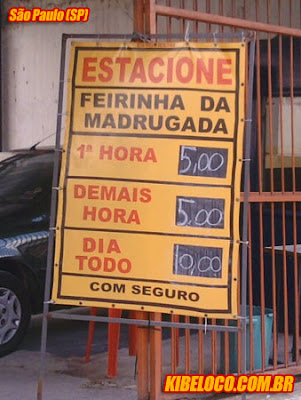 São Paulo (SP)
ESTACIONE
FEIRINHA DA
MADRUGADA
1ª HORA 5,00
DEMAIS
HORA 5.00
DIA
TODO 10,00
COM SEGURO
KIBELOCO.COM.BR